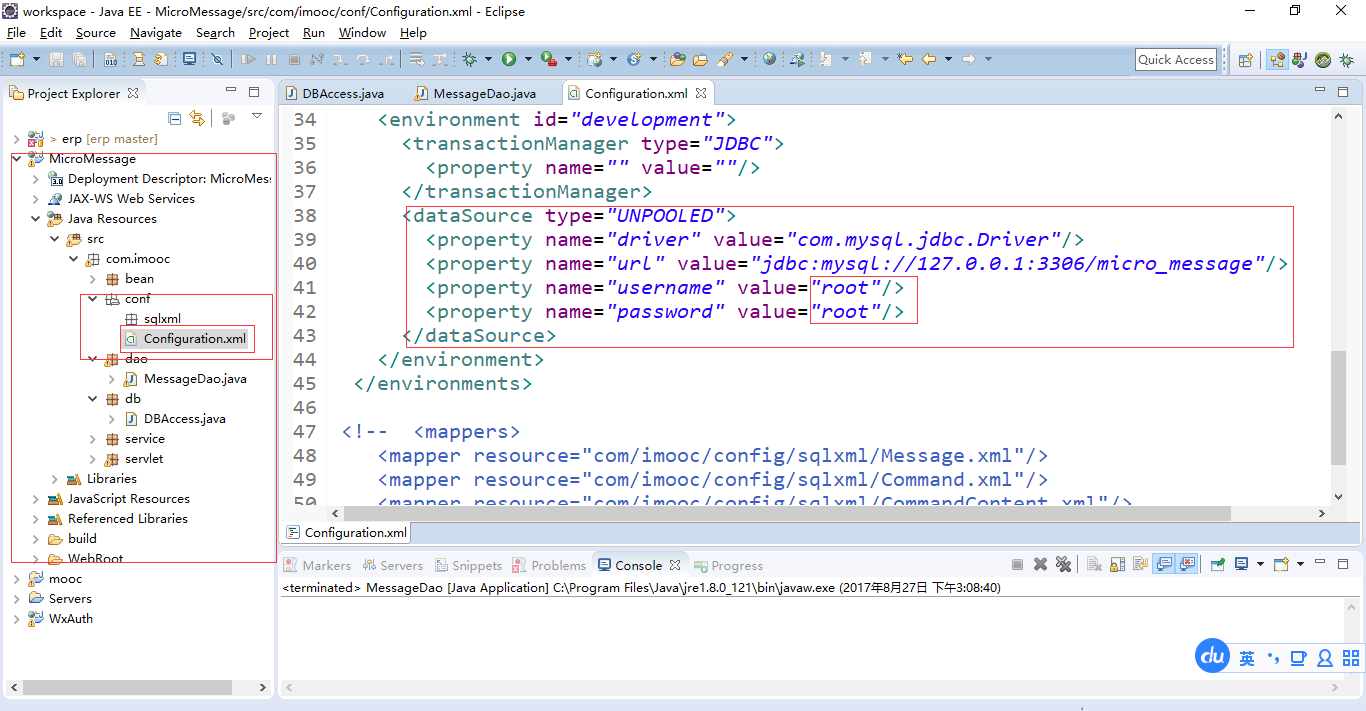 workspace - Java EE - MicroMessage/src/com/imooc/conf/Configuration.xml - Eclipse
File Edit Source Navigate Search Project Run Window Help
Quick Access
Project Explorer
> erp [erp master]
MicroMessage
Deployment Descriptor: MicroMes
JAX-WS Web Services
Java Resources
src
com.imooc
bean
conf
sqlxml
Configuration.xml
dao
MessageDao.java
db
DBAccess.java
service
servlet
Libraries
JavaScript Resources
Referenced Libraries
build
WebRoot
mooc
Servers
WxAuth
DBAccess.java MessageDao.java Configuration.xml
34 <environment id="development">
35 <transactionManager type="JDBC">
36 <property name="" value=""/>
37 </transactionManager>
38 <dataSource type="UNPOOLED">
39 <property name="driver" value="com.mysql.jdbc.Driver"/>
40 <property name="url" value="jdbc:mysql://127.0.0.1:3306/micro_message"/>
41 <property name="username" value="root"/>
42 <property name="password" value="root"/>
43 </dataSource>
44 </environment>
45 </environments>
46
47 <!-- <mappers>
48 <mapper resource="com/imooc/config/sqlxml/Message.xml"/>
49 <mapper resource="com/imooc/config/sqlxml/Command.xml"/>
50 <mapper resource="com/imooc/config/sqlxml/CommandContent.xml"/>
Configuration.xml
Markers Servers Snippets Problems Console Progress
<terminated> MessageDao [Java Application] C:\Program Files\Java\jre1.8.0_121\bin\javaw.exe (2017年8月27日 下午3:08:40)
du 英